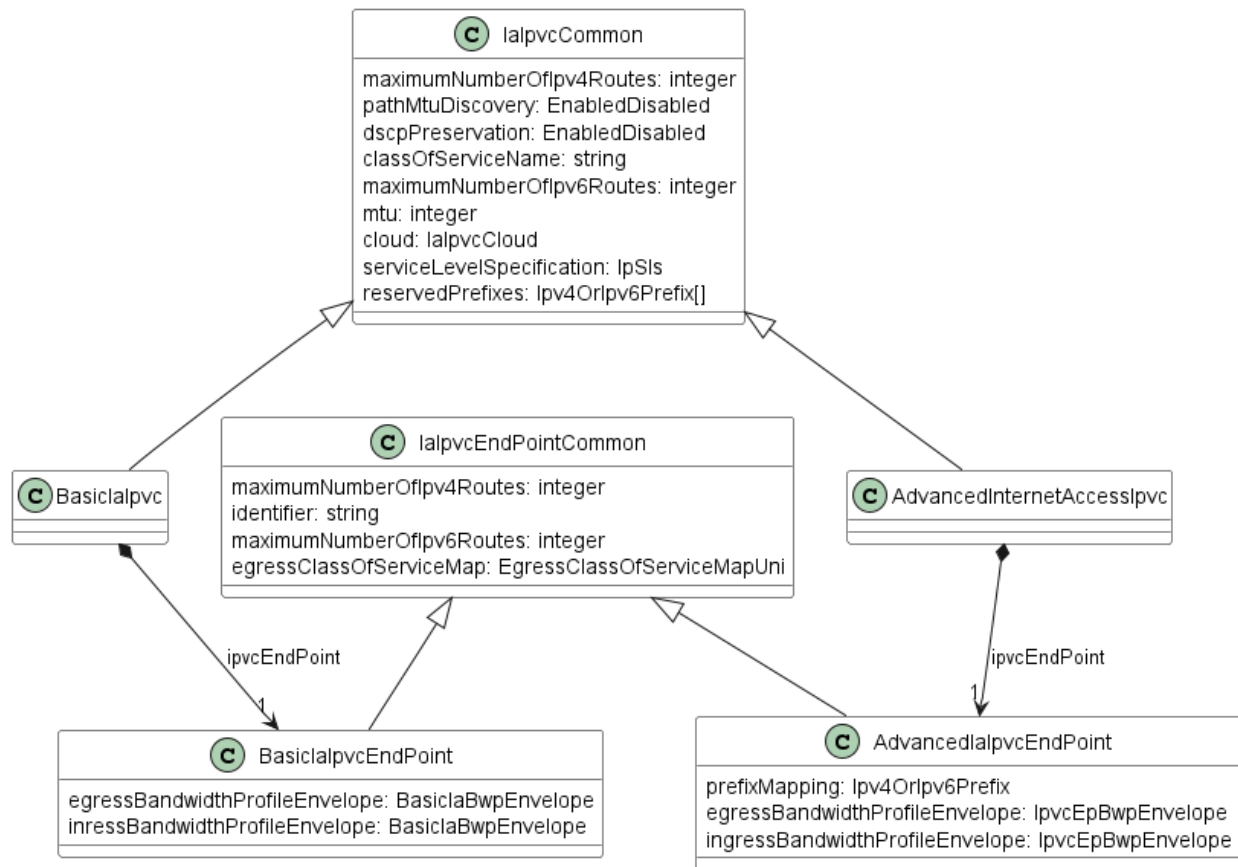 C IaIpvcCommon
maximumNumberOfIpv4Routes: integer
pathMtuDiscovery: EnabledDisabled
dscpPreservation: EnabledDisabled
classOfServiceName: string
maximumNumberOfIpv6Routes: integer
mtu: integer
cloud: IaIpvcCloud
serviceLevelSpecification: IpSls
reservedPrefixes: Ipv4OrIpv6Prefix[]
C BasicIaIpvc
C IaIpvcEndPointCommon
maximumNumberOfIpv4Routes: integer
identifier: string
maximumNumberOfIpv6Routes: integer
egressClassOfServiceMap: EgressClassOfServiceMapUni
C AdvancedInternetAccessIpvc
ipvcEndPoint
1
ipvcEndPoint
1
C BasicIaIpvcEndPoint
egressBandwidthProfileEnvelope: BasicIaBwpEnvelope
inressBandwidthProfileEnvelope: BasicIaBwpEnvelope
C AdvancedIaIpvcEndPoint
prefixMapping: Ipv4OrIpv6Prefix
egressBandwidthProfileEnvelope: IpvcEpBwpEnvelope
ingressBandwidthProfileEnvelope: IpvcEpBwpEnvelope